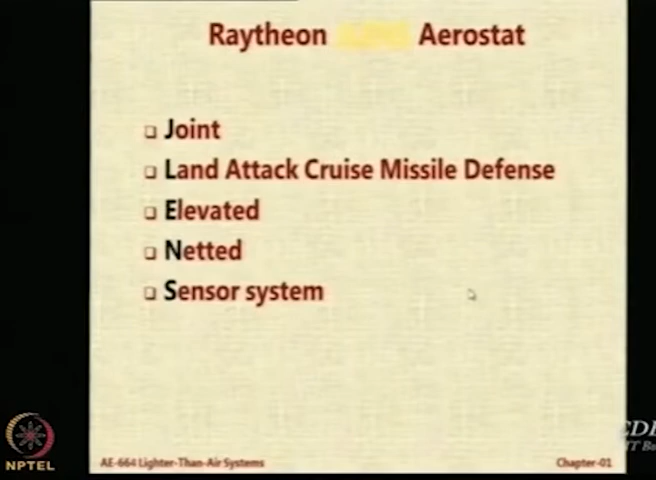 Raytheon Aerostat
Joint
Land Attack Cruise Missile Defense
Elevated
Netted
Sensor system
NPTEL
AE-664 Lighter-Than-Air Systems
Chapter-01